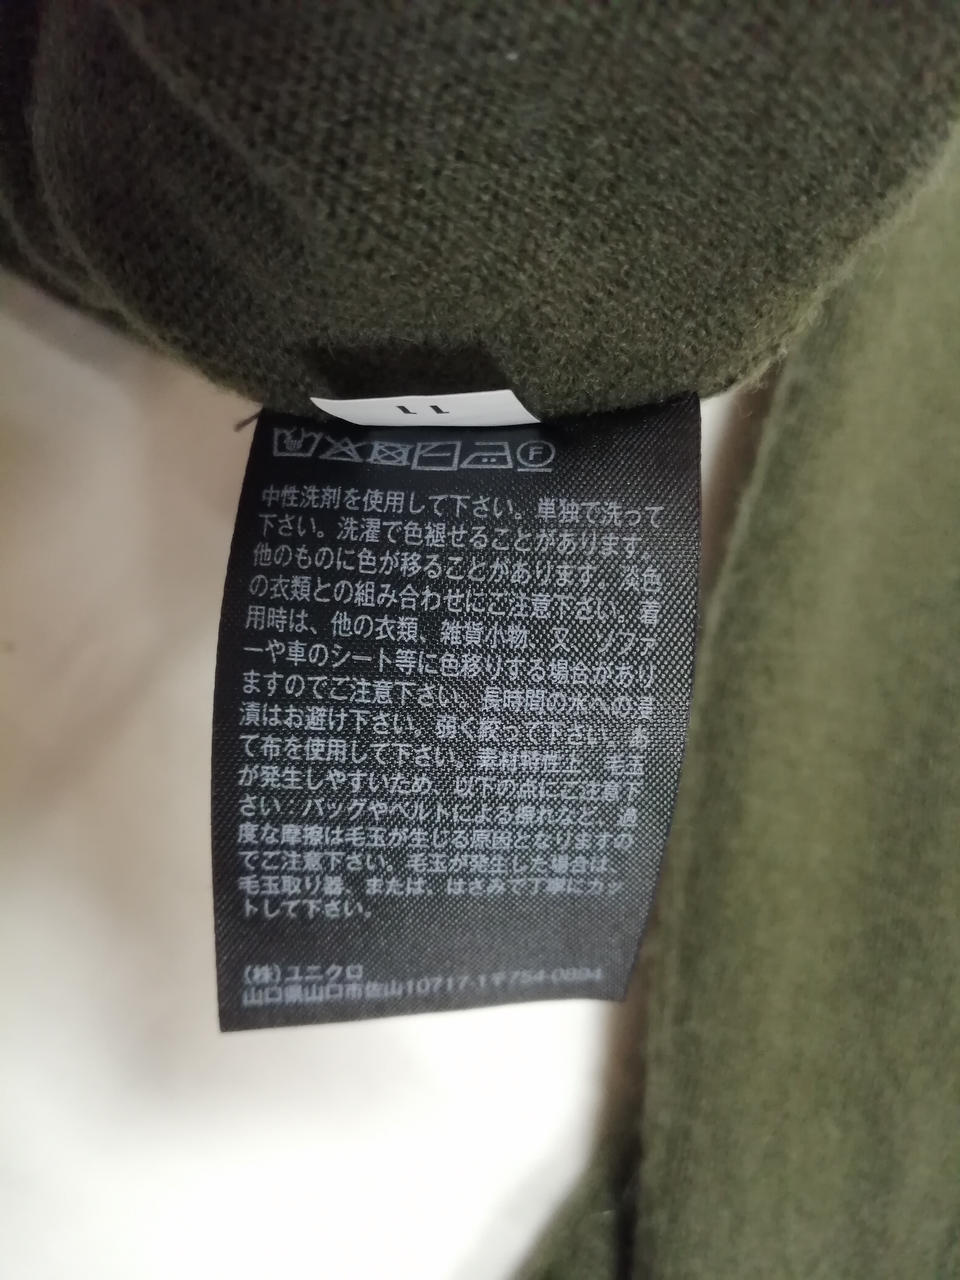 11
F
中性洗剤を使用して下さい。単独で洗って
下さい。洗濯で色褪せることがあります。
他のものに色が移ることがあります。淡色
の衣類との組み合わせにご注意下さい。着
用時は、他の衣類、雑貨小物、又、ソファ
ーや車のシート等に色移りする場合があり
ますのでご注意下さい。長時間の水への浸
漬はお避け下さい。弱く絞って下さい。あ
て布を使用して下さい。素材特性上、毛玉
が発生しやすいため、以下の点にご注意下
さい。バッグやベルトによる擦れなど、過
度な摩擦は毛玉が生じる原因となりますの
でご注意下さい。毛玉が発生した場合は、
毛玉取り器、または、はさみで丁寧にカッ
トして下さい。
(株)ユニクロ
山口県山口市佐山10717-1〒754-0894